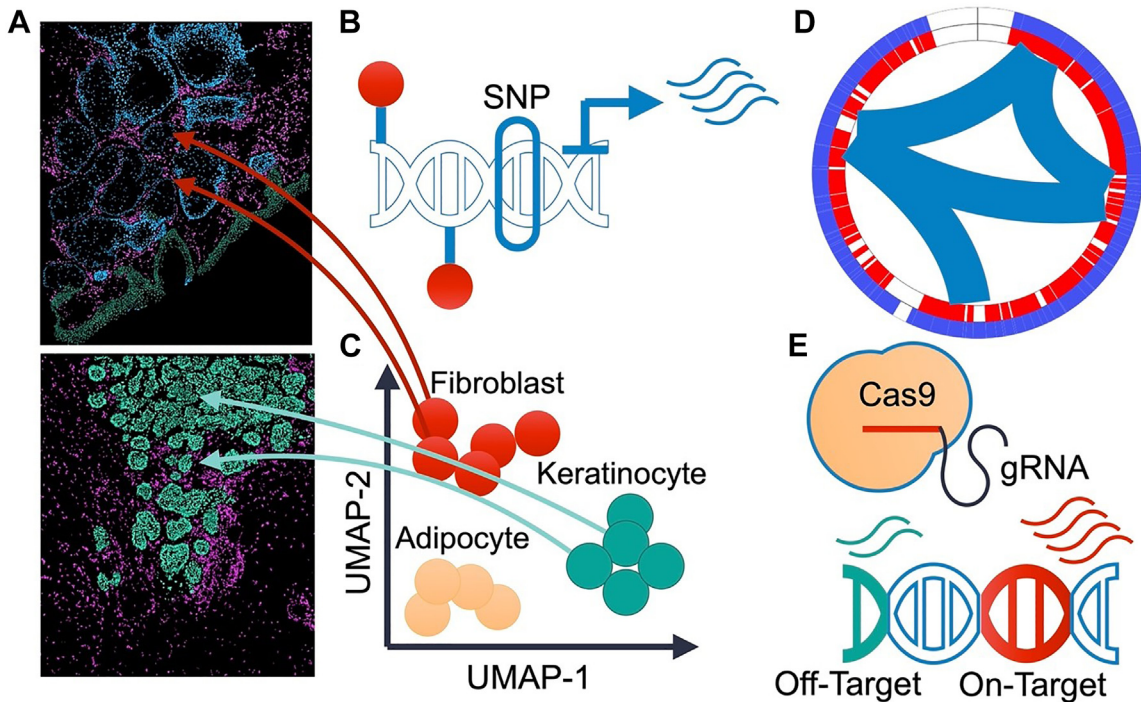 A
B
SNP
D
C
Fibroblast
Keratinocyte
Adipocyte
UMAP-2
UMAP-1
E
Cas9
gRNA
Off-Target
On-Target